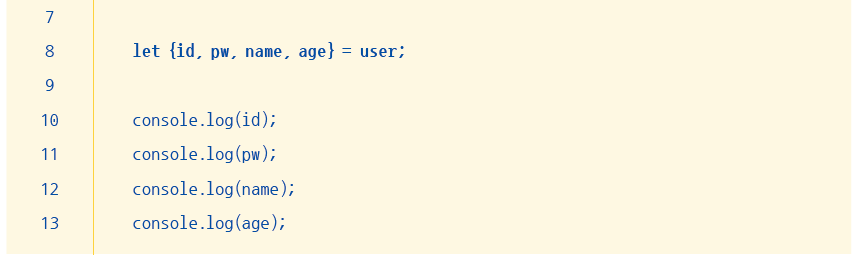 7
8 let {id, pw, name, age} = user;
9
10 console.log(id);
11 console.log(pw);
12 console.log(name);
13 console.log(age);